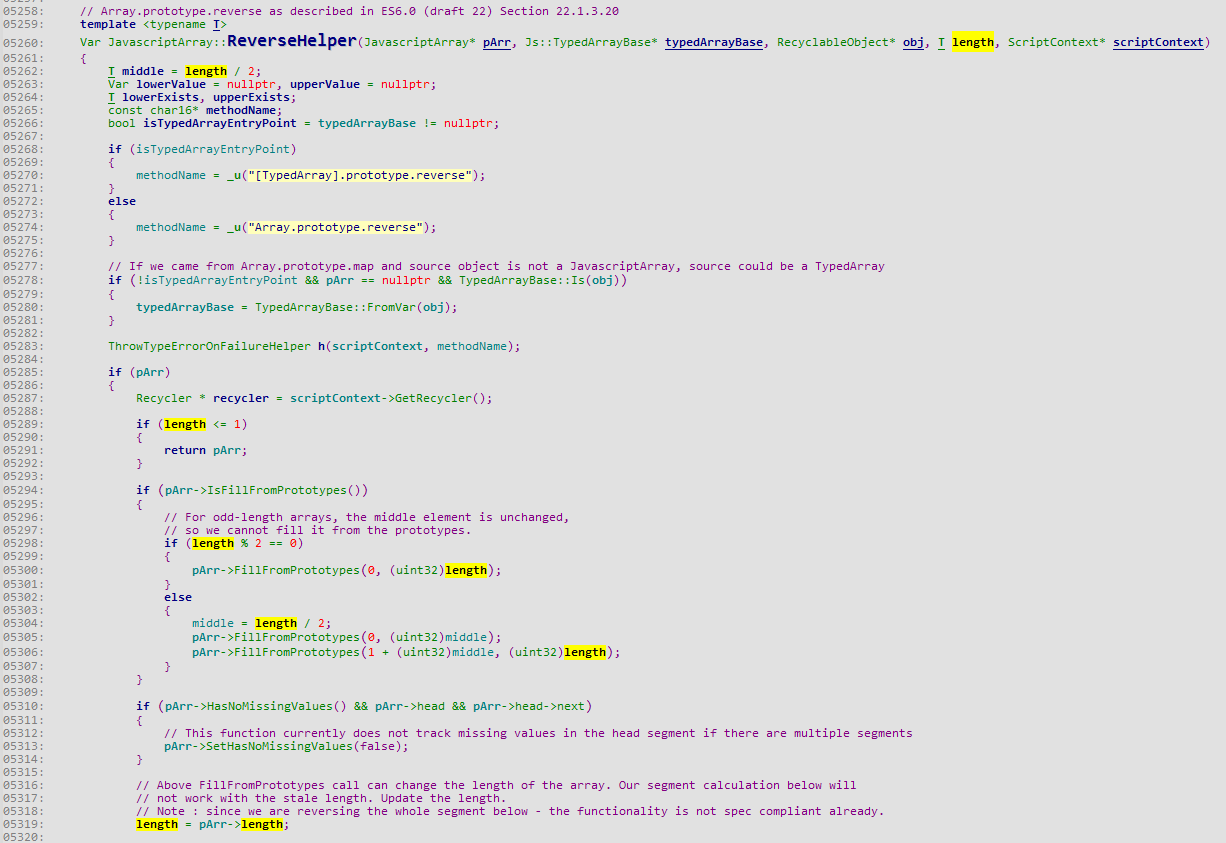 05258:     // Array.prototype.reverse as described in ES6.0 (draft 22) Section 22.1.3.20
05259:     template <typename T>
05260:     Var JavascriptArray::ReverseHelper(JavascriptArray* pArr, Js::TypedArrayBase* typedArrayBase, RecyclableObject* obj, T length, ScriptContext* scriptContext)
05261:     {
05262:         T middle = length / 2;
05263:         Var lowerValue = nullptr, upperValue = nullptr;
05264:         T lowerExists, upperExists;
05265:         const char16* methodName;
05266:         bool isTypedArrayEntryPoint = typedArrayBase != nullptr;
05267:
05268:         if (isTypedArrayEntryPoint)
05269:         {
05270:             methodName = _u("[TypedArray].prototype.reverse");
05271:         }
05272:         else
05273:         {
05274:             methodName = _u("Array.prototype.reverse");
05275:         }
05276:
05277:         // If we came from Array.prototype.map and source object is not a JavascriptArray, source could be a TypedArray
05278:         if (!isTypedArrayEntryPoint && pArr == nullptr && TypedArrayBase::Is(obj))
05279:         {
05280:             typedArrayBase = TypedArrayBase::FromVar(obj);
05281:         }
05282:
05283:         ThrowTypeErrorOnFailureHelper h(scriptContext, methodName);
05284:
05285:         if (pArr)
05286:         {
05287:             Recycler * recycler = scriptContext->GetRecycler();
05288:
05289:             if (length <= 1)
05290:             {
05291:                 return pArr;
05292:             }
05293:
05294:             if (pArr->IsFillFromPrototypes())
05295:             {
05296:                 // For odd-length arrays, the middle element is unchanged,
05297:                 // so we cannot fill it from the prototypes.
05298:                 if (length % 2 == 0)
05299:                 {
05300:                     pArr->FillFromPrototypes(0, (uint32)length);
05301:                 }
05302:                 else
05303:                 {
05304:                     middle = length / 2;
05305:                     pArr->FillFromPrototypes(0, (uint32)middle);
05306:                     pArr->FillFromPrototypes(1 + (uint32)middle, (uint32)length);
05307:                 }
05308:             }
05309:
05310:             if (pArr->HasNoMissingValues() && pArr->head && pArr->head->next)
05311:             {
05312:                 // This function currently does not track missing values in the head segment if there are multiple segments
05313:                 pArr->SetHasNoMissingValues(false);
05314:             }
05315:
05316:             // Above FillFromPrototypes call can change the length of the array. Our segment calculation below will
05317:             // not work with the stale length. Update the length.
05318:             // Note : since we are reversing the whole segment below - the functionality is not spec compliant already.
05319:             length = pArr->length;
05320: